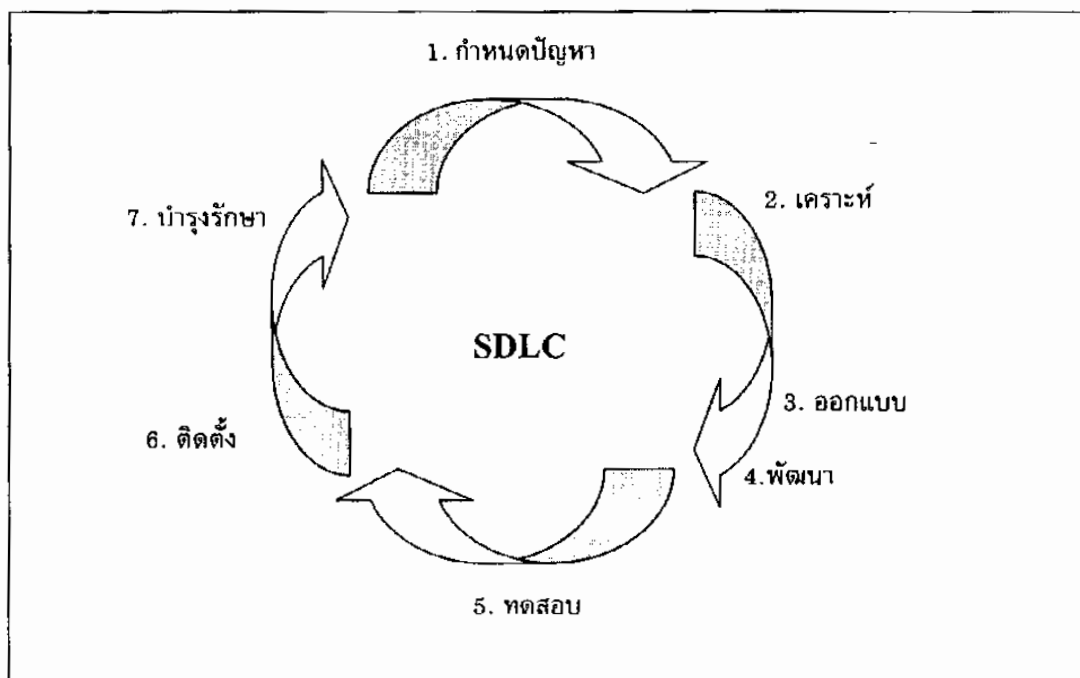 1. กำหนดปัญหา
2. เคราะห์
3. ออกแบบ
4.พัฒนา
5. ทดสอบ
6. ติดตั้ง
7. บำรุงรักษา
SDLC